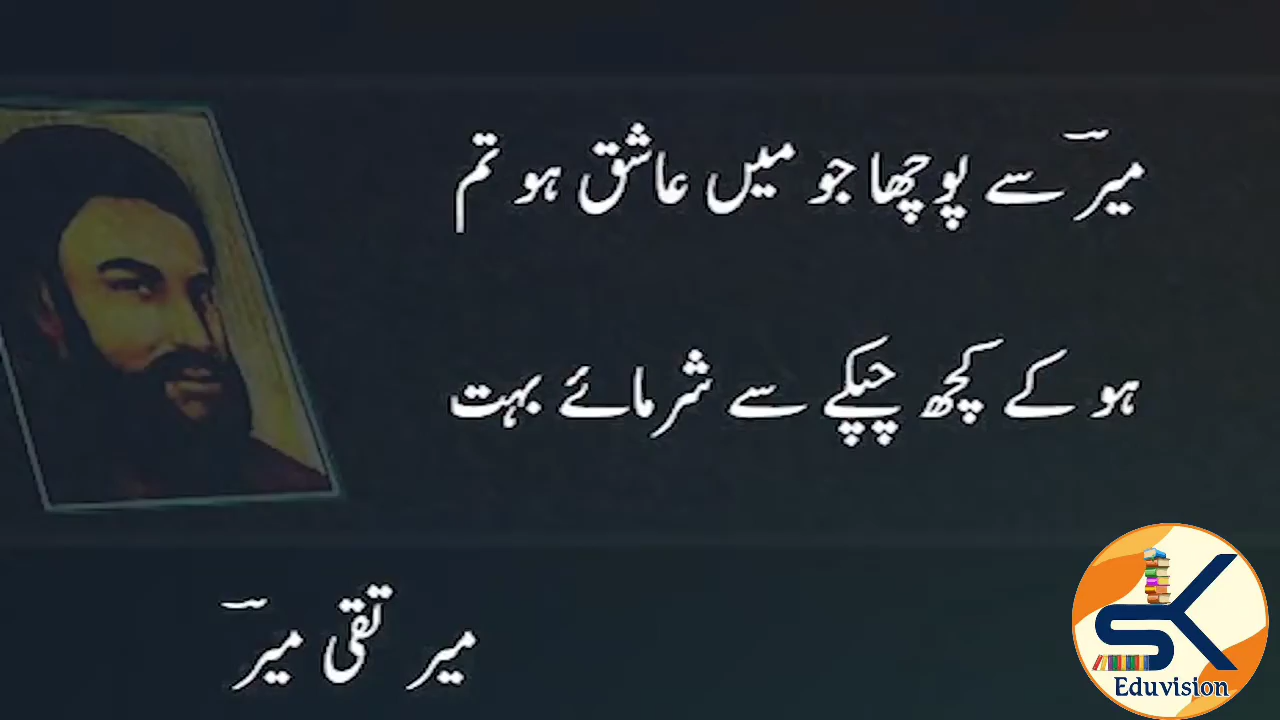 میرؔ سے پوچھا جو میں عاشق ہو تم
ہو کے کچھ چپکے سے شرمائے بہت
میر تقی میرؔ
SK
Eduvision